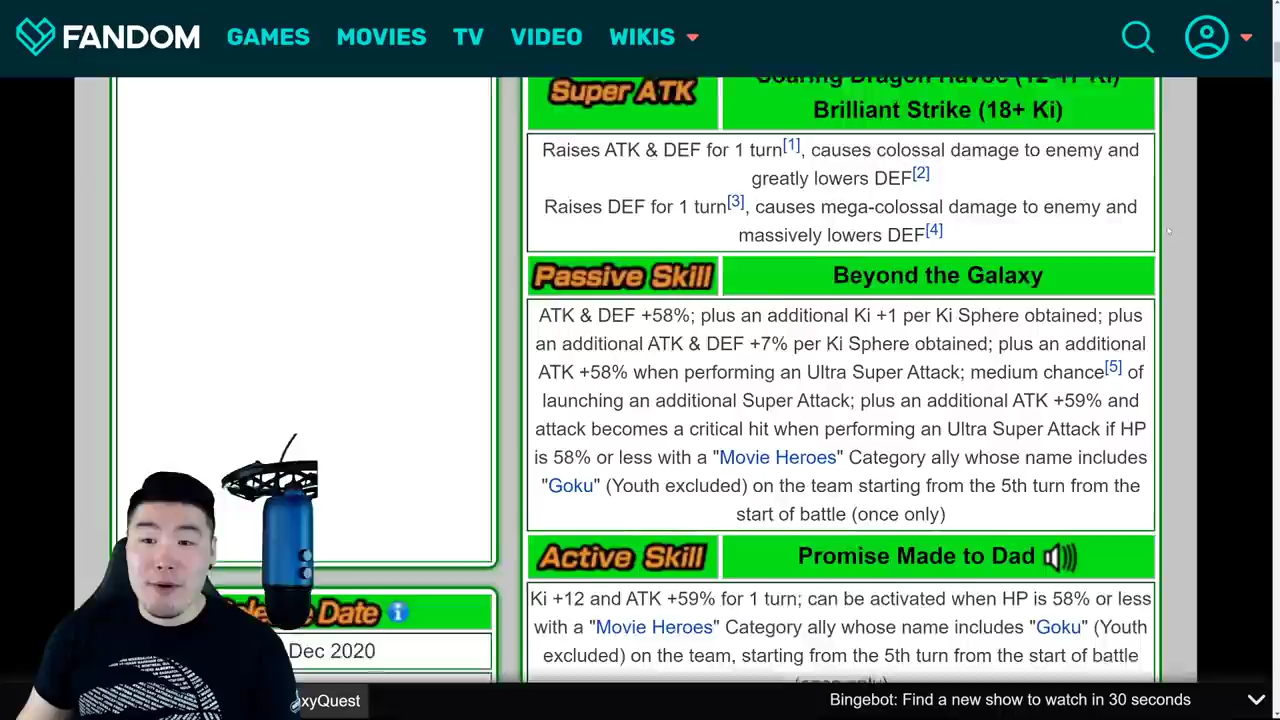 FANDOM GAMES MOVIES TV VIDEO WIKIS
Super ATK
Soaring Dragon Havoc (12-17 Ki)
Brilliant Strike (18+ Ki)
Raises ATK & DEF for 1 turn[1], causes colossal damage to enemy and
greatly lowers DEF[2]
Raises DEF for 1 turn[3], causes mega-colossal damage to enemy and
massively lowers DEF[4]
Passive Skill
Beyond the Galaxy
ATK & DEF +58%; plus an additional Ki +1 per Ki Sphere obtained; plus
an additional ATK & DEF +7% per Ki Sphere obtained; plus an additional
ATK +58% when performing an Ultra Super Attack; medium chance[5] of
launching an additional Super Attack; plus an additional ATK +59% and
attack becomes a critical hit when performing an Ultra Super Attack if HP
is 58% or less with a "Movie Heroes" Category ally whose name includes
"Goku" (Youth excluded) on the team starting from the 5th turn from the
start of battle (once only)
Active Skill
Promise Made to Dad
Ki +12 and ATK +59% for 1 turn; can be activated when HP is 58% or less
with a "Movie Heroes" Category ally whose name includes "Goku" (Youth
excluded) on the team, starting from the 5th turn from the start of battle
(once only)
Date
Dec 2020
xyQuest
Bingebot: Find a new show to watch in 30 seconds